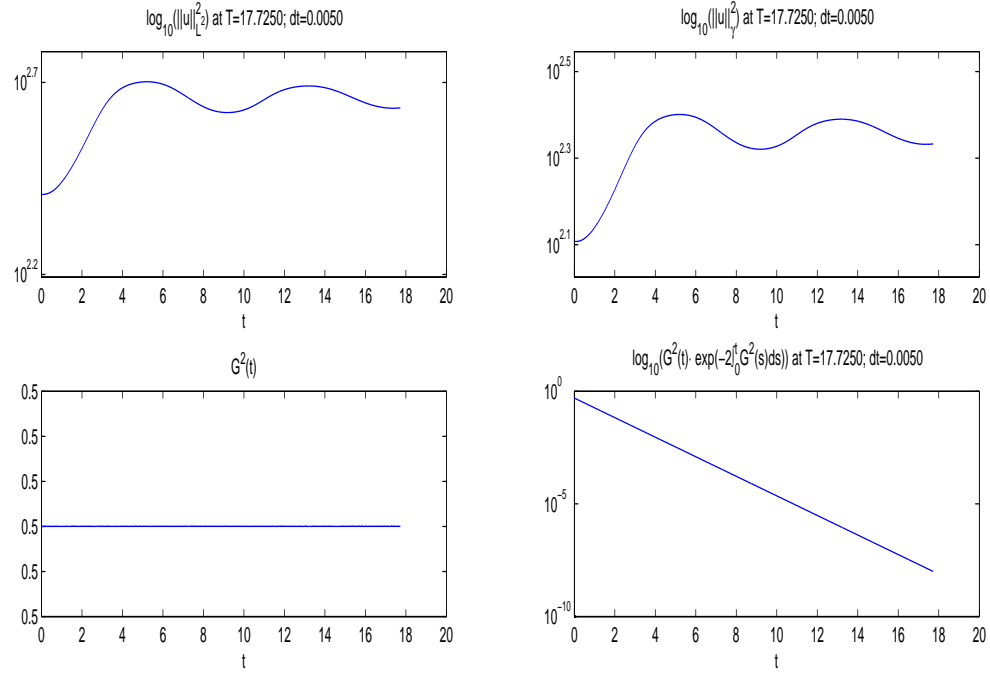 log₁₀(||u||²_L²) at T=17.7250; dt=0.0050
10^2.7
10^2.2
0 2 4 6 8 10 12 14 16 18 20
t
log₁₀(||u||²_γ) at T=17.7250; dt=0.0050
10^2.5
10^2.3
10^2.1
0 2 4 6 8 10 12 14 16 18 20
t
G²(t)
0.5
0.5
0.5
0.5
0.5
0.5
0 2 4 6 8 10 12 14 16 18 20
t
log₁₀(G²(t)· exp(−2∫₀ᵗG²(s)ds)) at T=17.7250; dt=0.0050
10^0
10^−5
10^−10
0 2 4 6 8 10 12 14 16 18 20
t